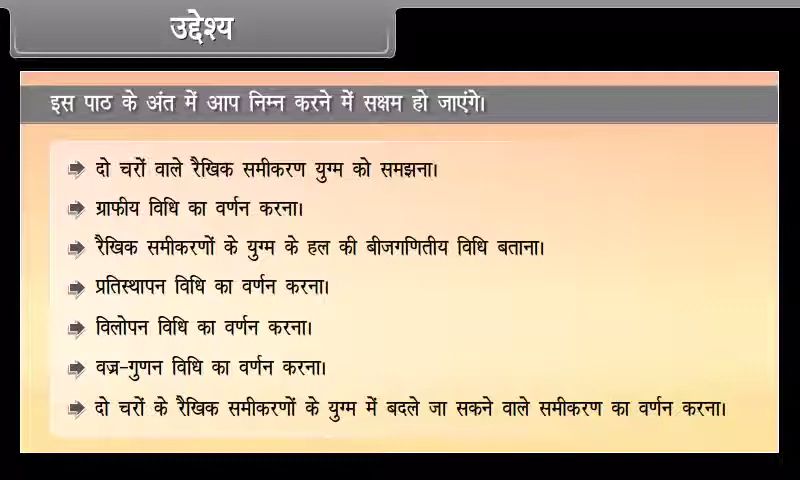 उद्देश्य
इस पाठ के अंत में आप निम्न करने में सक्षम हो जाएंगे।
दो चरों वाले रैखिक समीकरण युग्म को समझना।
ग्राफीय विधि का वर्णन करना।
रैखिक समीकरणों के युग्म के हल की बीजगणितीय विधि बताना।
प्रतिस्थापन विधि का वर्णन करना।
विलोपन विधि का वर्णन करना।
वज्र-गुणन विधि का वर्णन करना।
दो चरों के रैखिक समीकरणों के युग्म में बदले जा सकने वाले समीकरण का वर्णन करना।